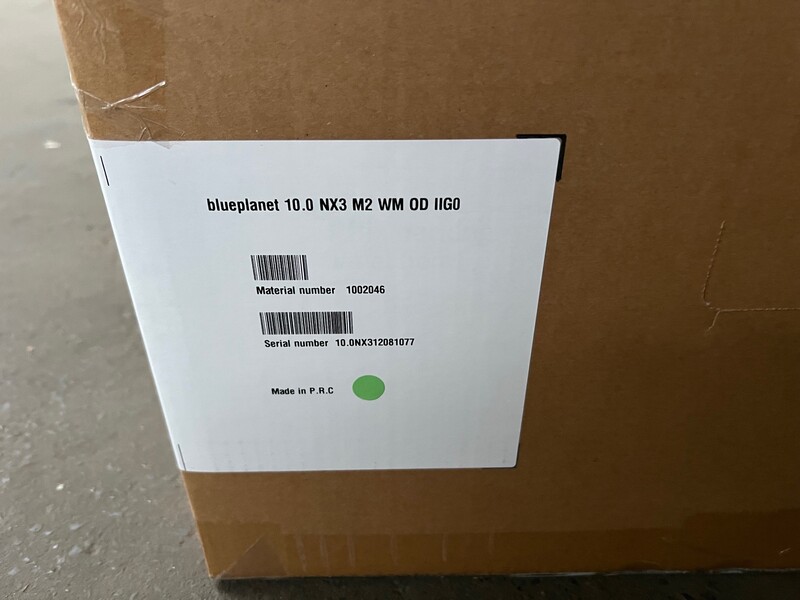 blueplanet 10.0 NX3 M2 WM OD IIG0
Material number 1002046
Serial number 10.0NX312081077
Made in P.R.C